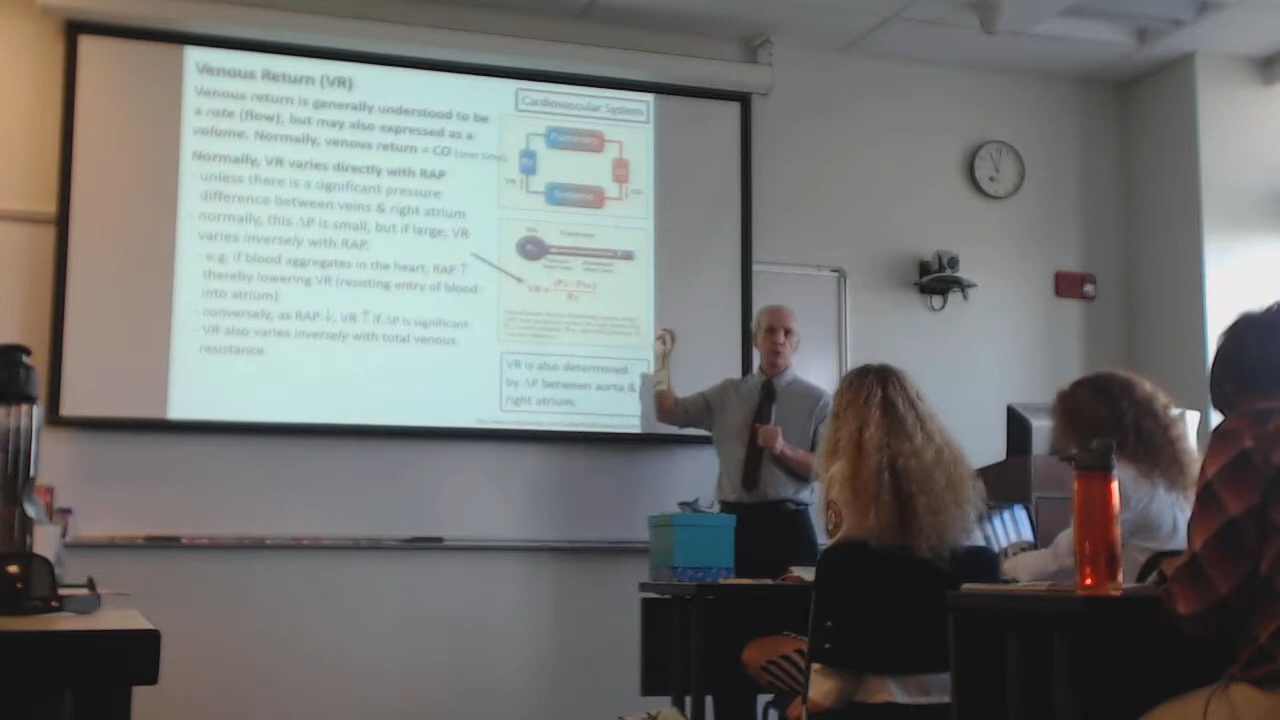 Venous Return (VR)
Venous return is generally understood to be
a rate (flow), but may also expressed as a
volume. Normally, venous return = CO (over time)
Normally, VR varies directly with RAP
- unless there is a significant pressure
difference between veins & right atrium
- normally, this ΔP is small, but if large, VR
varies inversely with RAP.
- e.g. if blood aggregates in the heart, RAP ↑
thereby lowering VR (resisting entry of blood
into atrium)
- conversely, as RAP ↓, VR ↑ if ΔP is significant
- VR also varies inversely with total venous
resistance.
Cardiovascular System
Pulmonary
VR
CO
Systemic
VR =
VR is also determined
by ΔP between aorta &
right atrium.